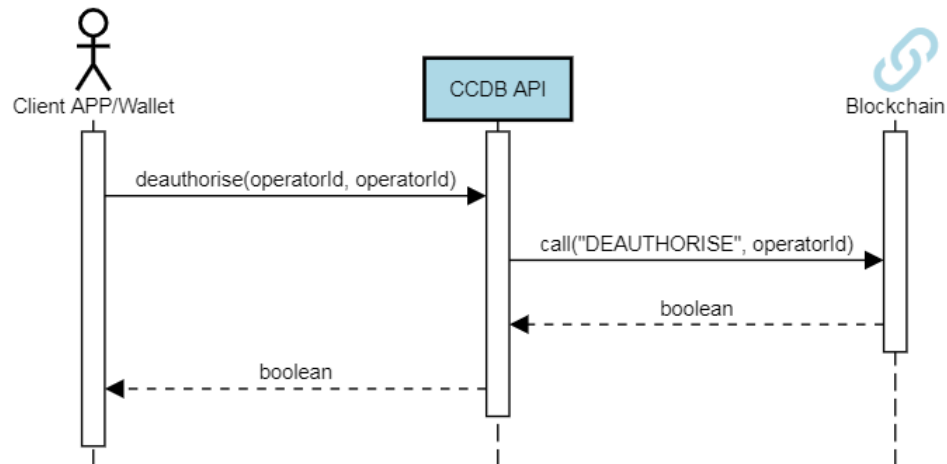 Client APP/Wallet
CCDB API
Blockchain
deauthorise(operatorId, operatorId)
call("DEAUTHORISE", operatorId)
boolean
boolean